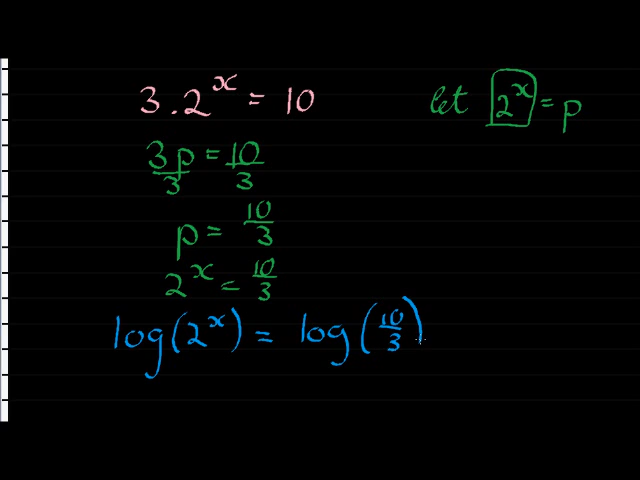 3 . 2^x = 10
let 2^x = p
3p/3 = 10/3
p = 10/3
2^x = 10/3
log(2^x) = log(10/3)